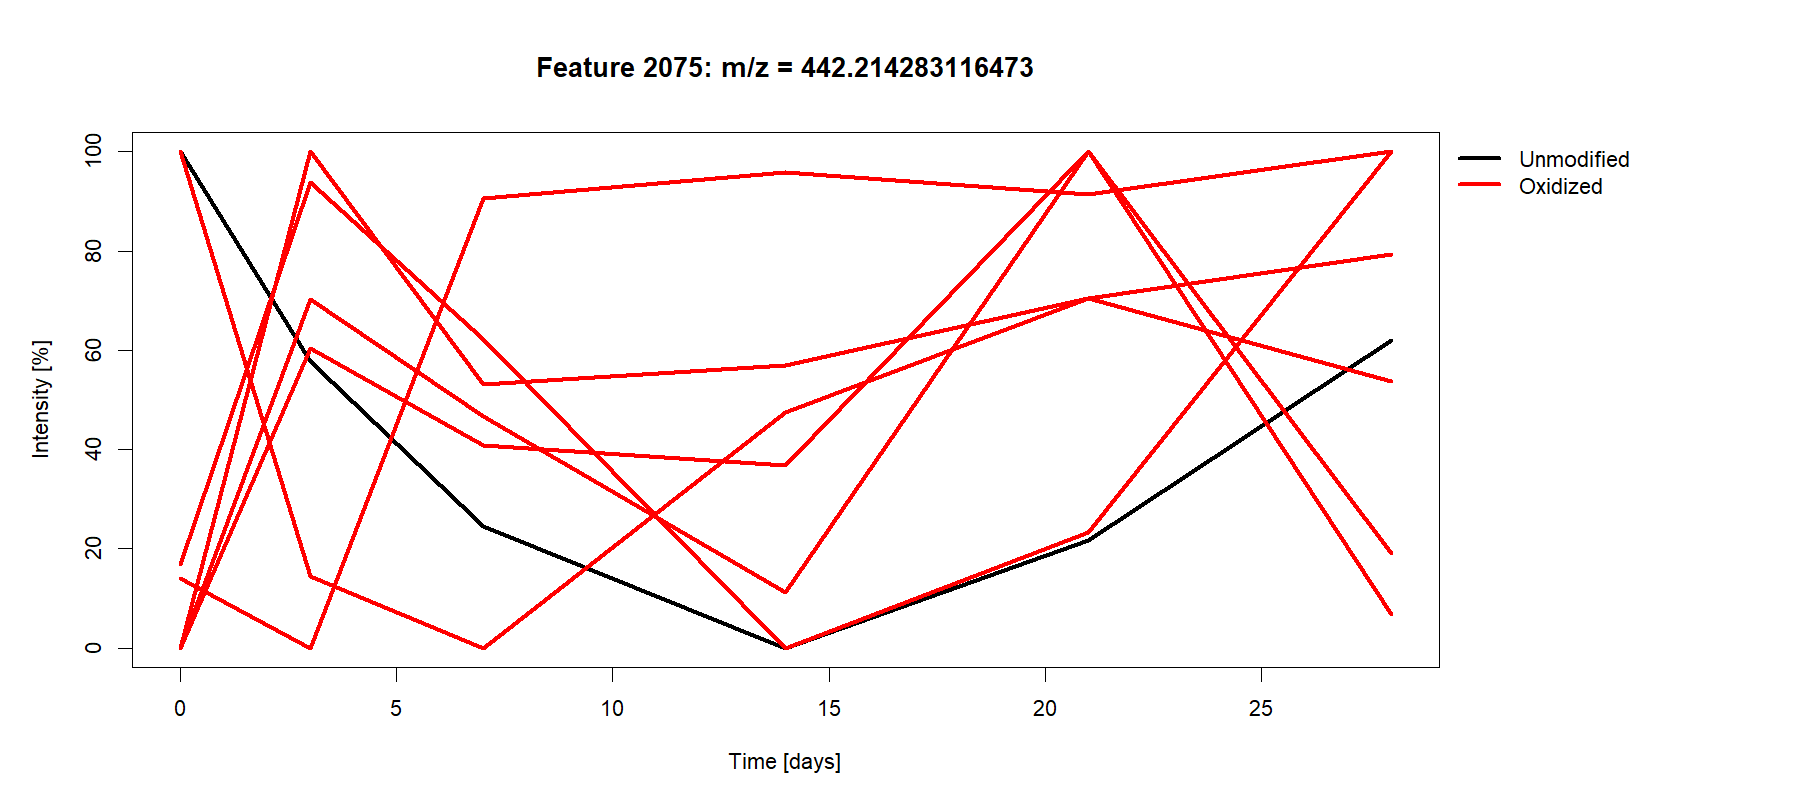 Feature 2075: m/z = 442.214283116473
Unmodified
Oxidized
100
80
60
40
20
0
Intensity [%]
0 5 10 15 20 25
Time [days]